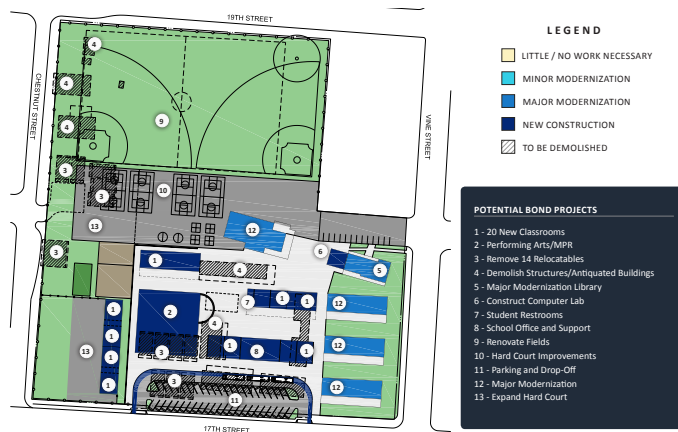 19TH STREET
LEGEND
LITTLE / NO WORK NECESSARY
MINOR MODERNIZATION
MAJOR MODERNIZATION
NEW CONSTRUCTION
TO BE DEMOLISHED
CHESTNUT STREET
VINE STREET
4
4
9
4
3
3
10
13
12
3
6
1
4
5
7
1
1
12
1
2
4
1
13
1
3
1
8
1
12
1
1
3
12
11
17TH STREET
POTENTIAL BOND PROJECTS
1 - 20 New Classrooms
2 - Performing Arts/MPR
3 - Remove 14 Relocatables
4 - Demolish Structures/Antiquated Buildings
5 - Major Modernization Library
6 - Construct Computer Lab
7 - Student Restrooms
8 - School Office and Support
9 - Renovate Fields
10 - Hard Court Improvements
11 - Parking and Drop-Off
12 - Major Modernization
13 - Expand Hard Court